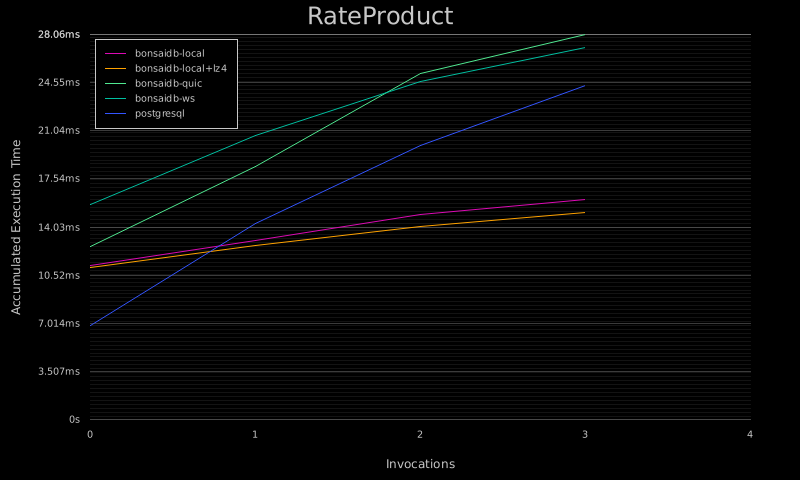 RateProduct
28.06ms
24.55ms
21.04ms
17.54ms
14.03ms
10.52ms
7.014ms
3.507ms
0s
Accumulated Execution Time
bonsaidb-local
bonsaidb-local+lz4
bonsaidb-quic
bonsaidb-ws
postgresql
0 1 2 3 4
Invocations